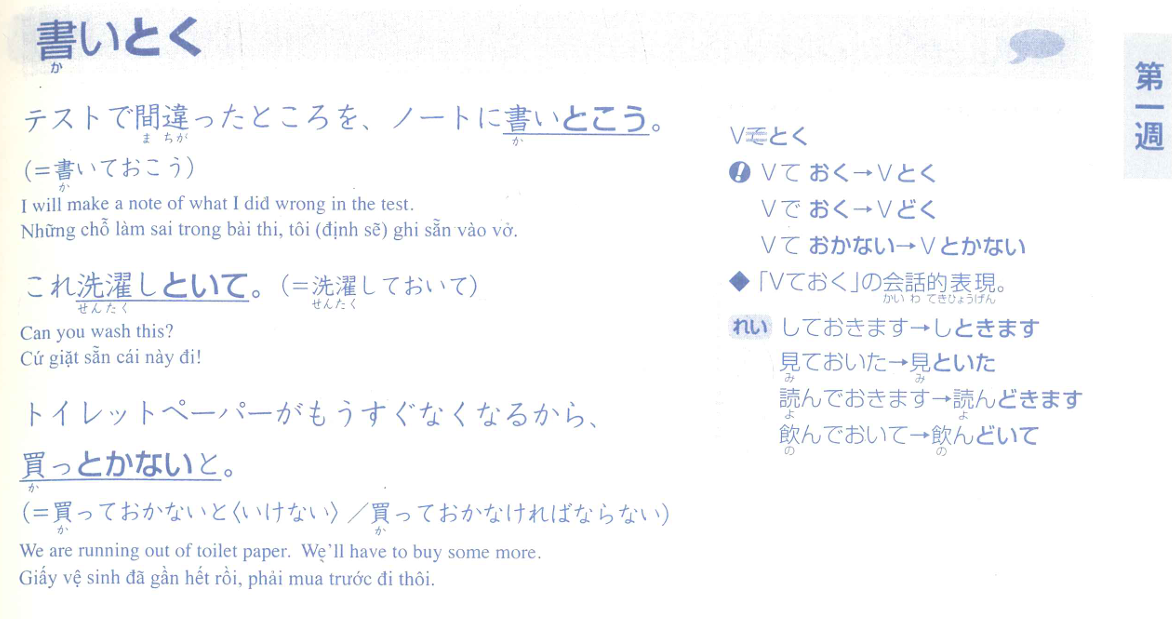 書いとく
か
テストで間違ったところを、ノートに書いとこう。
ま ちが か
(=書いておこう)
か
I will make a note of what I did wrong in the test.
Những chỗ làm sai trong bài thi, tôi (định sẽ) ghi sẵn vào vở.
これ洗濯しといて。(=洗濯しておいて)
せんたく せんたく
Can you wash this?
Cứ giặt sẵn cái này đi!
トイレットペーパーがもうすぐなくなるから、
買っとかないと。
か
(=買っておかないと〈いけない〉/買っておかなければならない)
か か
We are running out of toilet paper. We'll have to buy some more.
Giấy vệ sinh đã gần hết rồi, phải mua trước đi thôi.
Vてとく
Vて おく→Vとく
Vで おく→Vどく
Vて おかない→Vとかない
◆「Vておく」の会話的表現。
かい わ てきひょうげん
れい しておきます→しときます
見ておいた→見といた
み み
読んでおきます→読んどきます
よ よ
飲んでおいて→飲んどいて
の の
第一週